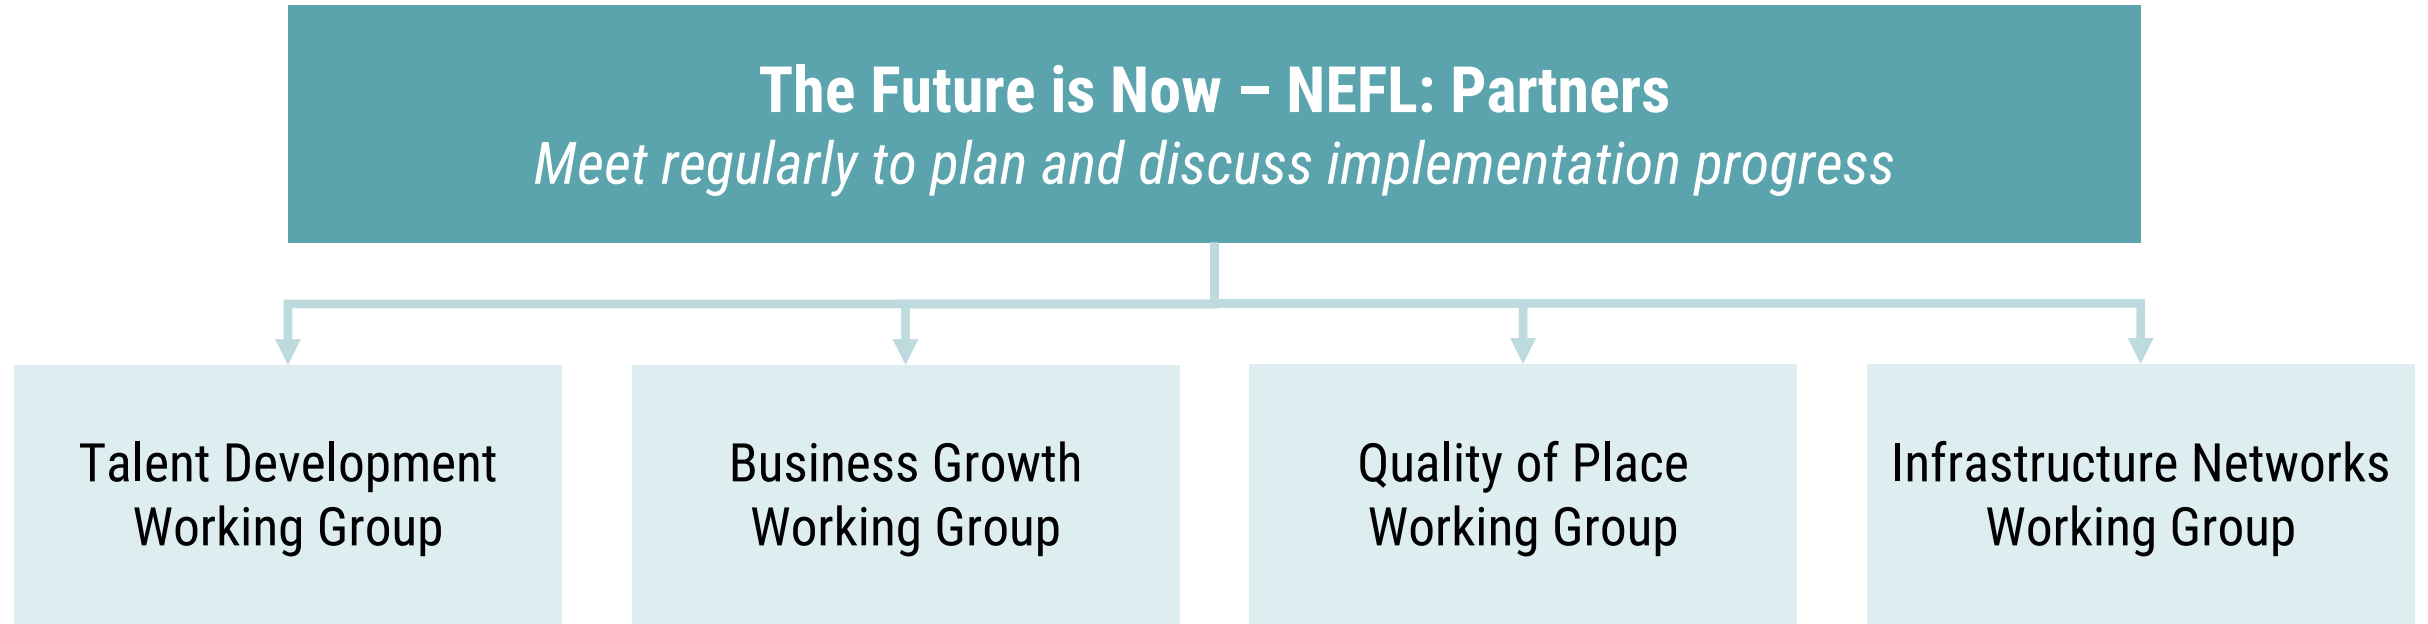 The Future is Now – NEFL: Partners
Meet regularly to plan and discuss implementation progress
Talent Development
Working Group
Business Growth
Working Group
Quality of Place
Working Group
Infrastructure Networks
Working Group